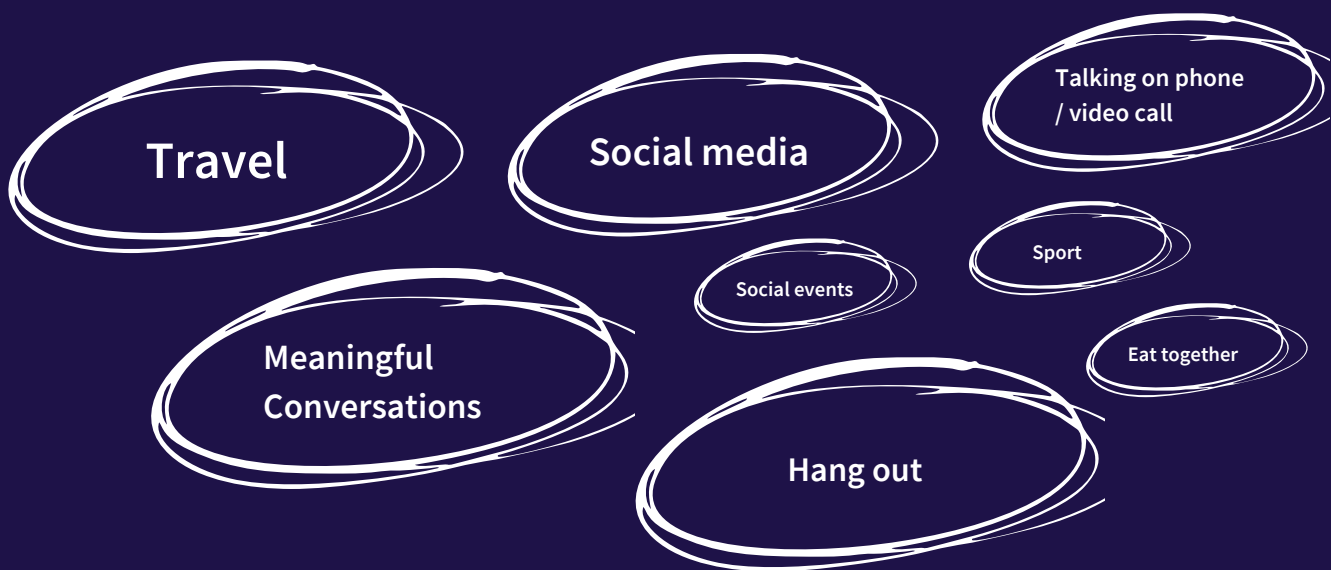 Travel
Social media
Talking on phone
/ video call
Social events
Sport
Meaningful
Conversations
Eat together
Hang out